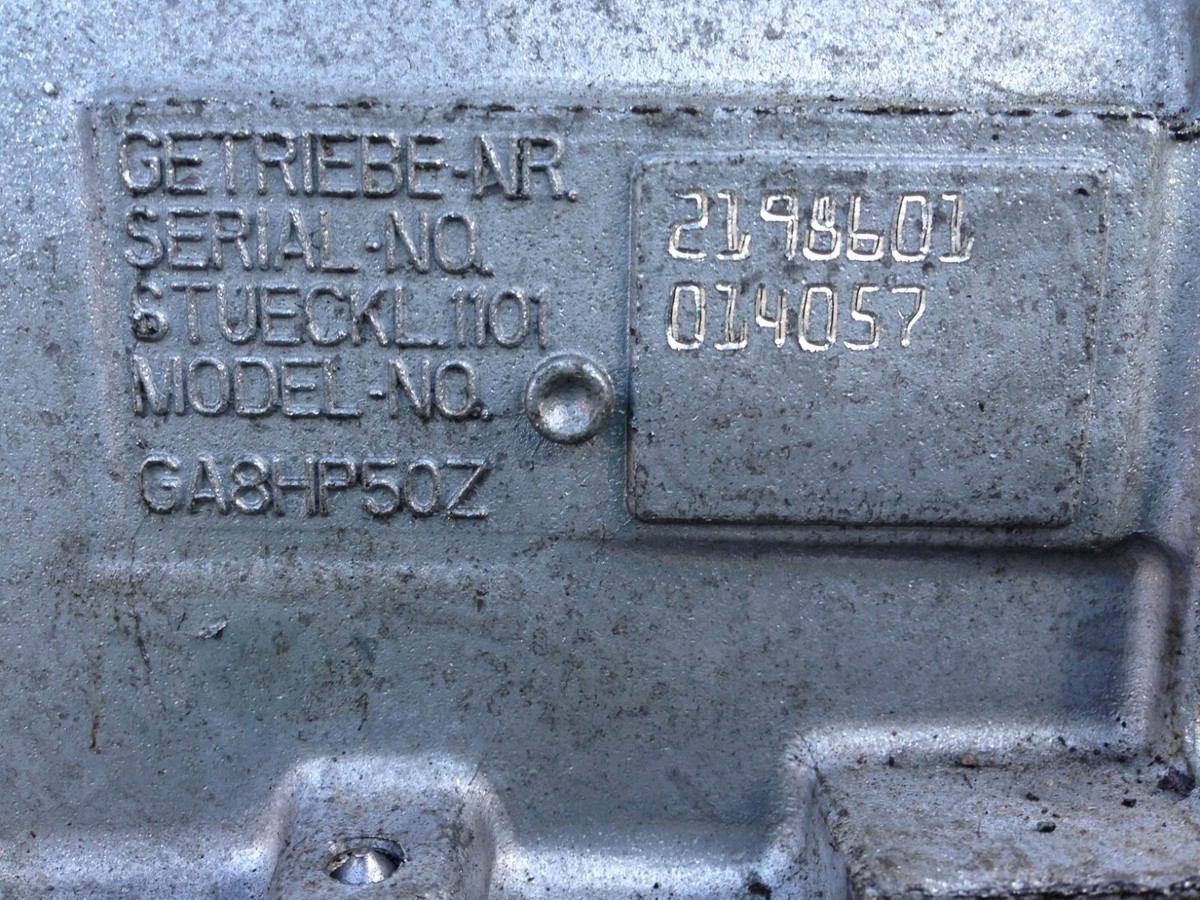 GETRIEBE-NR.
SERIAL-NO.
STUECKL.1101
MODEL-NO.
GA8HP50Z
2198601
014057